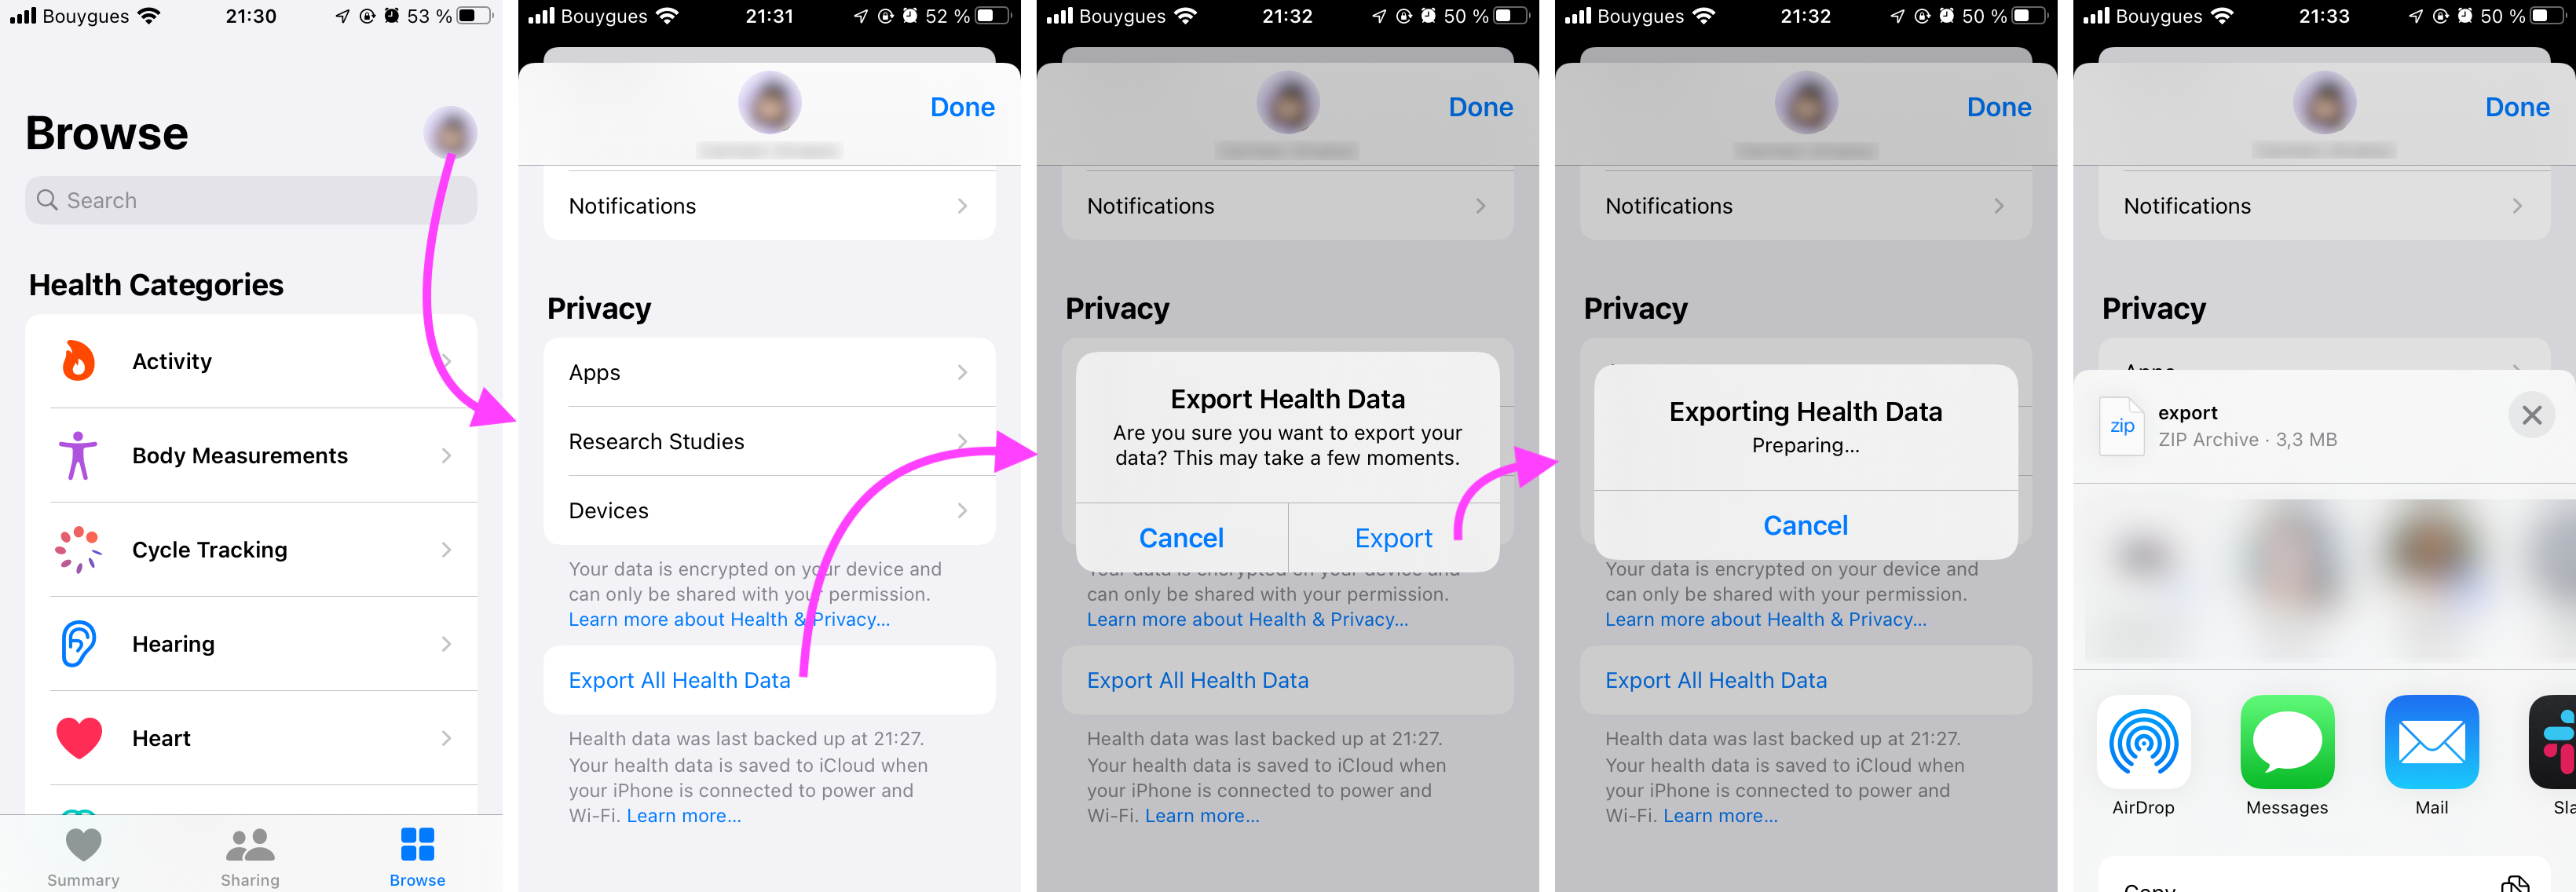 Bouygues 21:30 53 %
Browse
Search
Health Categories
Activity
Body Measurements
Cycle Tracking
Hearing
Heart
Summary Sharing Browse
Bouygues 21:31 52 %
Done
Notifications
Privacy
Apps
Research Studies
Devices
Your data is encrypted on your device and
can only be shared with your permission.
Learn more about Health & Privacy...
Export All Health Data
Health data was last backed up at 21:27.
Your health data is saved to iCloud when
your iPhone is connected to power and
Wi-Fi. Learn more...
Bouygues 21:32 50 %
Done
Notifications
Privacy
Export Health Data
Are you sure you want to export your
data? This may take a few moments.
Cancel Export
Your data is encrypted on your device and
can only be shared with your permission.
Learn more about Health & Privacy...
Export All Health Data
Health data was last backed up at 21:27.
Your health data is saved to iCloud when
your iPhone is connected to power and
Wi-Fi. Learn more...
Bouygues 21:32 50 %
Done
Notifications
Privacy
Exporting Health Data
Preparing...
Cancel
Your data is encrypted on your device and
can only be shared with your permission.
Learn more about Health & Privacy...
Export All Health Data
Health data was last backed up at 21:27.
Your health data is saved to iCloud when
your iPhone is connected to power and
Wi-Fi. Learn more...
Bouygues 21:33 50 %
Done
Notifications
Privacy
Apps
zip
export
ZIP Archive · 3,3 MB
AirDrop Messages Mail Sla
Copy